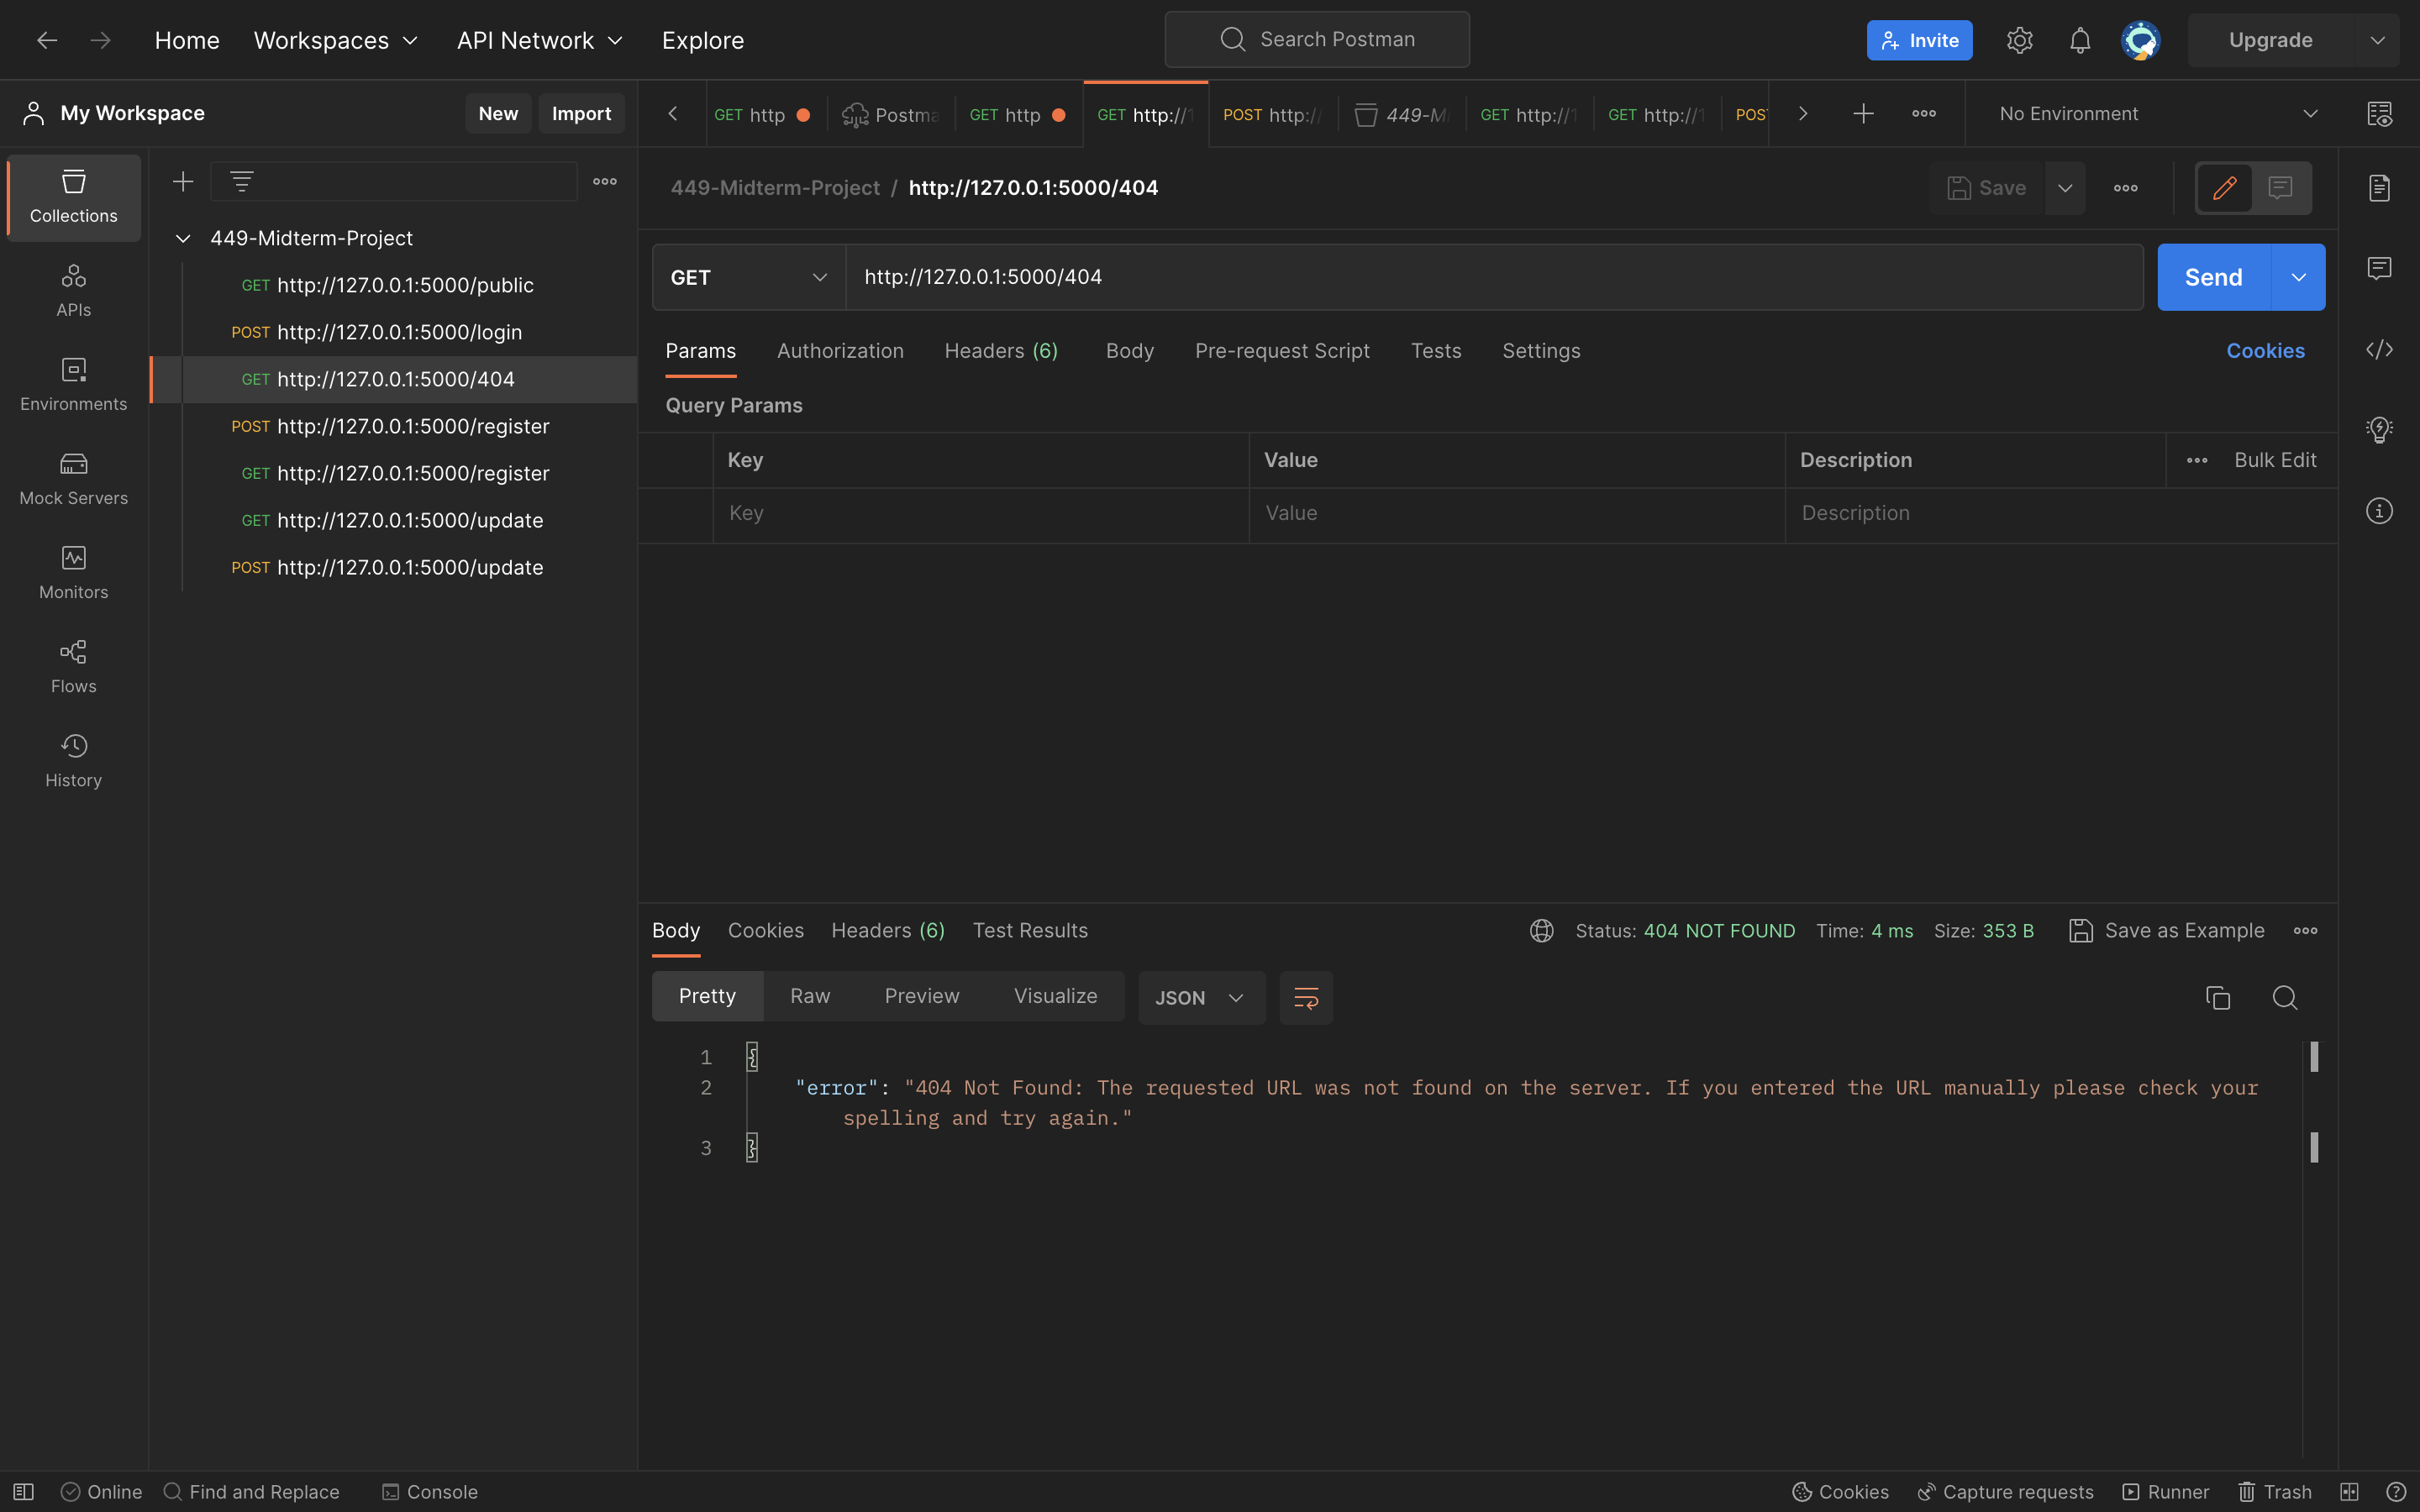 Home Workspaces API Network Explore Search Postman Invite Upgrade
My Workspace New Import GET http Postma GET http GET http://1 POST http:// 449-M GET http://1 GET http://1 POS No Environment
Collections
APIs
Environments
Mock Servers
Monitors
Flows
History
449-Midterm-Project
GET http://127.0.0.1:5000/public
POST http://127.0.0.1:5000/login
GET http://127.0.0.1:5000/404
POST http://127.0.0.1:5000/register
GET http://127.0.0.1:5000/register
GET http://127.0.0.1:5000/update
POST http://127.0.0.1:5000/update
449-Midterm-Project / http://127.0.0.1:5000/404 Save
GET http://127.0.0.1:5000/404 Send
Params Authorization Headers (6) Body Pre-request Script Tests Settings Cookies
Query Params
Key Value Description Bulk Edit
Key Value Description
Body Cookies Headers (6) Test Results Status: 404 NOT FOUND Time: 4 ms Size: 353 B Save as Example
Pretty Raw Preview Visualize JSON
1 {
2 "error": "404 Not Found: The requested URL was not found on the server. If you entered the URL manually please check your
spelling and try again."
3 }
Online Find and Replace Console Cookies Capture requests Runner Trash